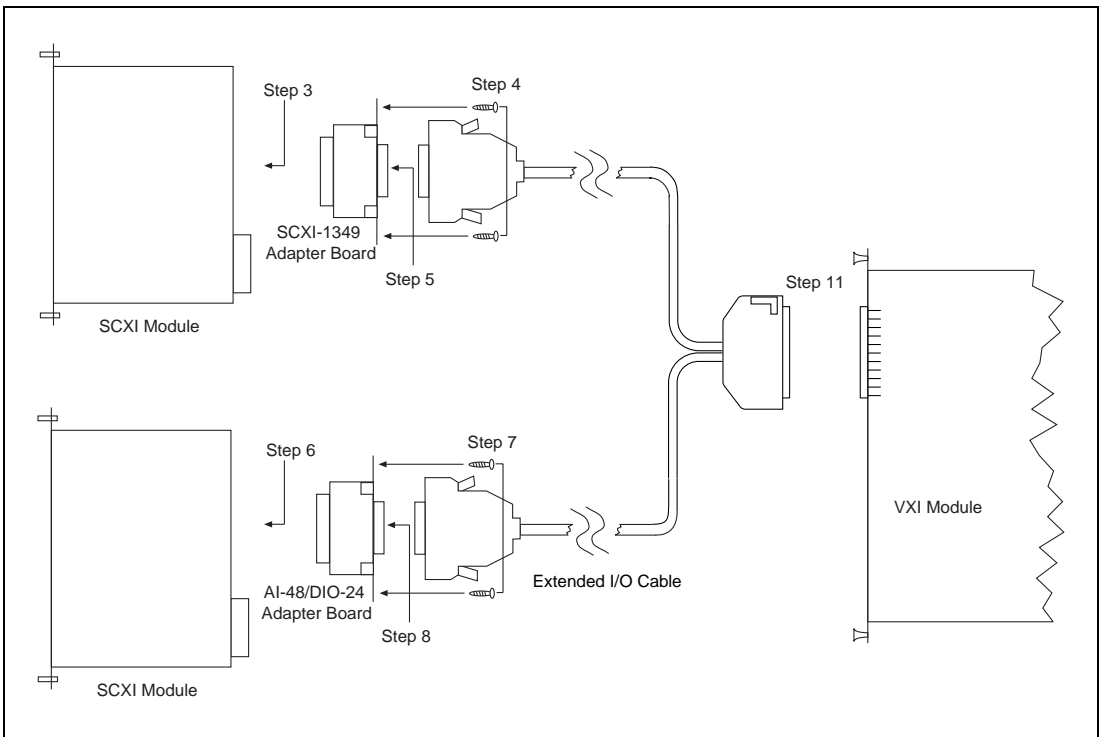 Step 3
Step 4
SCXI-1349
Adapter Board
Step 5
SCXI Module
Step 11
Step 6
Step 7
VXI Module
AI-48/DIO-24
Adapter Board
Extended I/O Cable
Step 8
SCXI Module